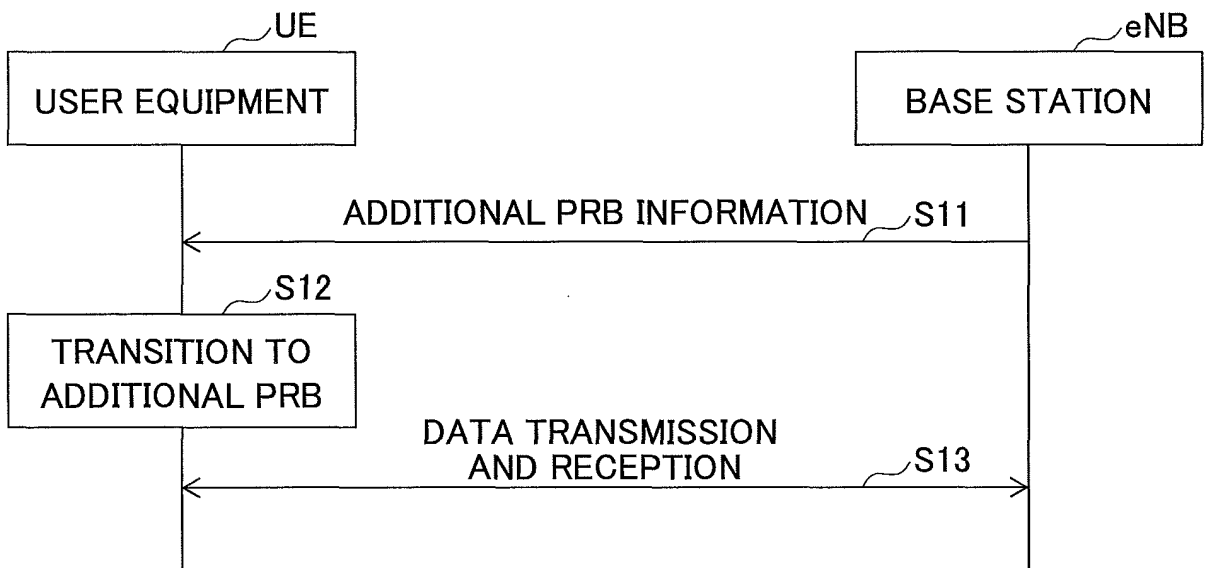 UE
eNB
USER EQUIPMENT
BASE STATION
ADDITIONAL PRB INFORMATION
S11
S12
TRANSITION TO
ADDITIONAL PRB
DATA TRANSMISSION
AND RECEPTION
S13